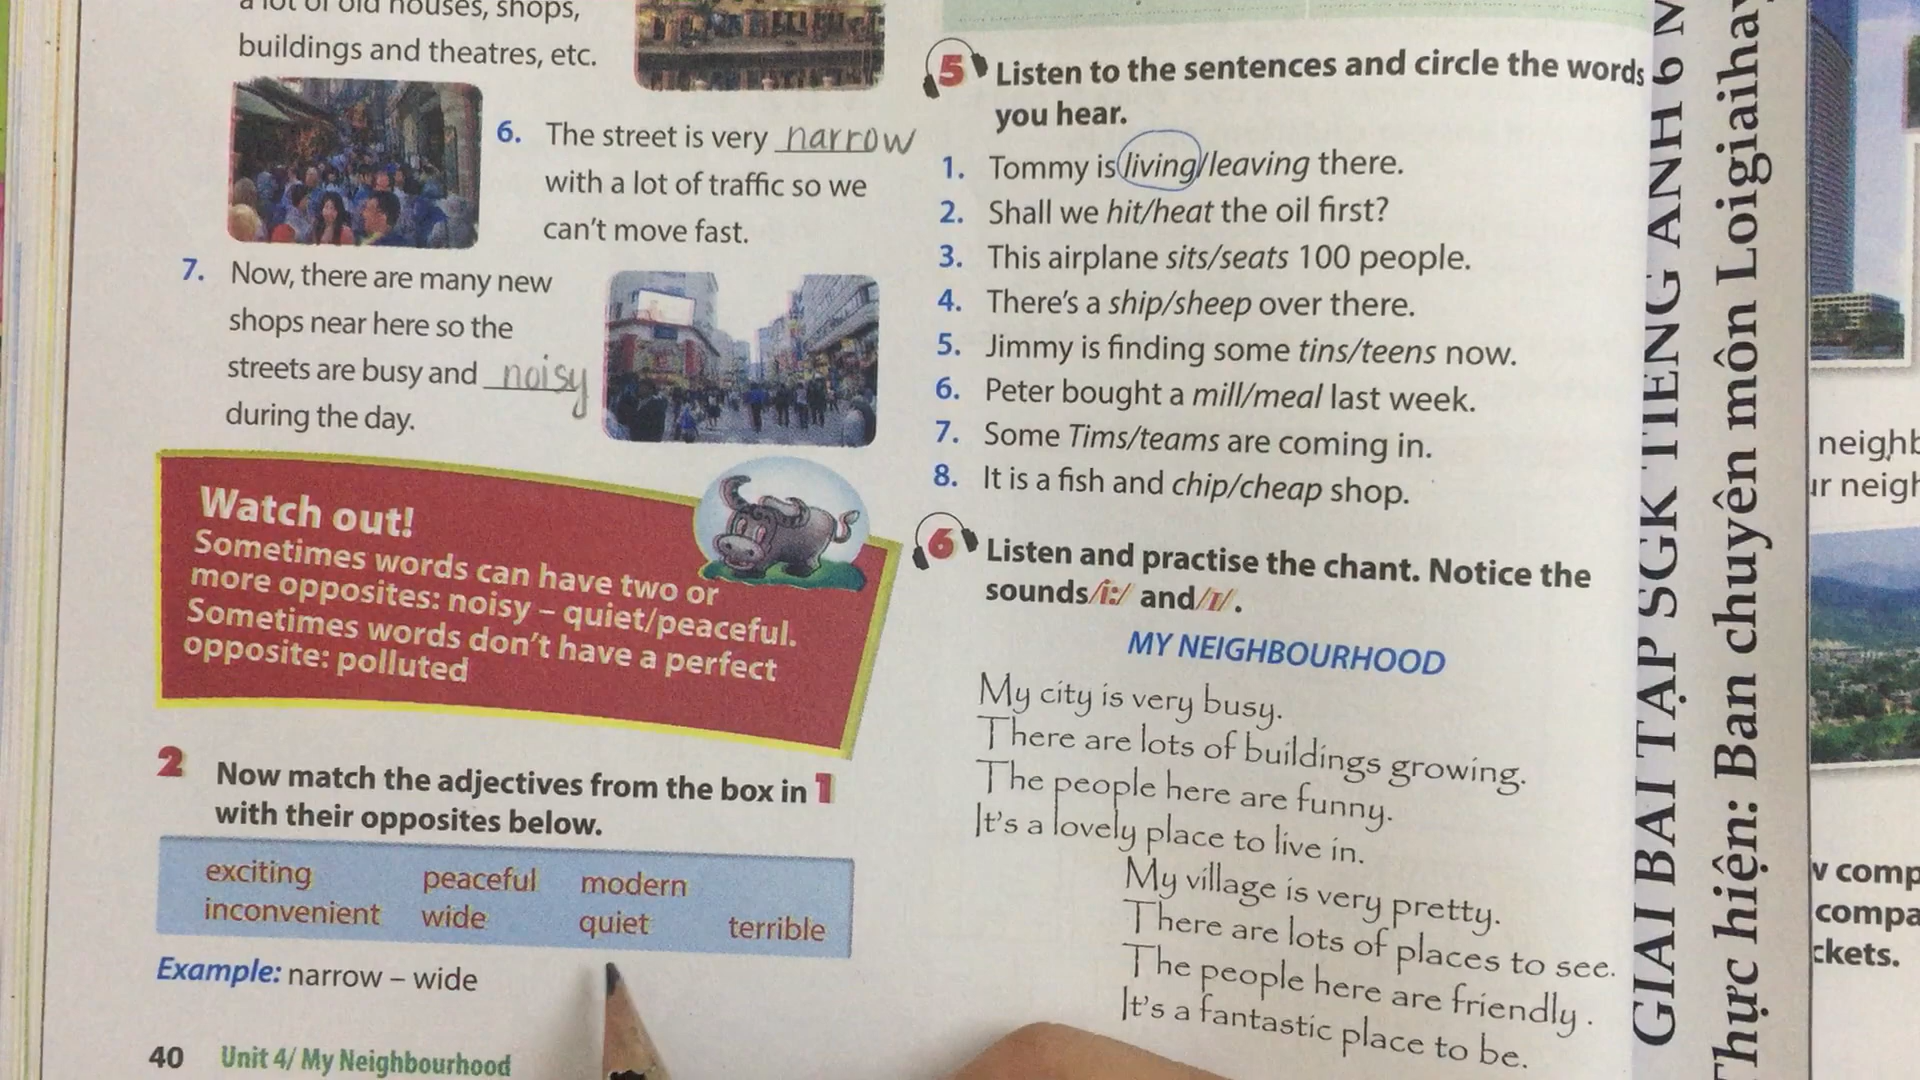 a lot of old houses, shops,
buildings and theatres, etc.
6. The street is very narrow
with a lot of traffic so we
can't move fast.
7. Now, there are many new
shops near here so the
streets are busy and noisy
during the day.
Watch out!
Sometimes words can have two or
more opposites: noisy – quiet/peaceful.
Sometimes words don't have a perfect
opposite: polluted
2 Now match the adjectives from the box in 1
with their opposites below.
exciting peaceful modern
inconvenient wide quiet terrible
Example: narrow – wide
40 Unit 4/ My Neighbourhood
5 Listen to the sentences and circle the words
you hear.
1. Tommy is living/leaving there.
2. Shall we hit/heat the oil first?
3. This airplane sits/seats 100 people.
4. There's a ship/sheep over there.
5. Jimmy is finding some tins/teens now.
6. Peter bought a mill/meal last week.
7. Some Tims/teams are coming in.
8. It is a fish and chip/cheap shop.
6 Listen and practise the chant. Notice the
sounds /i:/ and /ɪ/.
MY NEIGHBOURHOOD
My city is very busy.
There are lots of buildings growing.
The people here are funny.
It's a lovely place to live in.
My village is very pretty.
There are lots of places to see.
The people here are friendly.
It's a fantastic place to be.
GIAI BAI TẠP SGK TIENG ANH 6 M
Thực hiện: Ban chuyên môn Loigiaihay
neighb
ur neigh
w comp
compa
ckets.